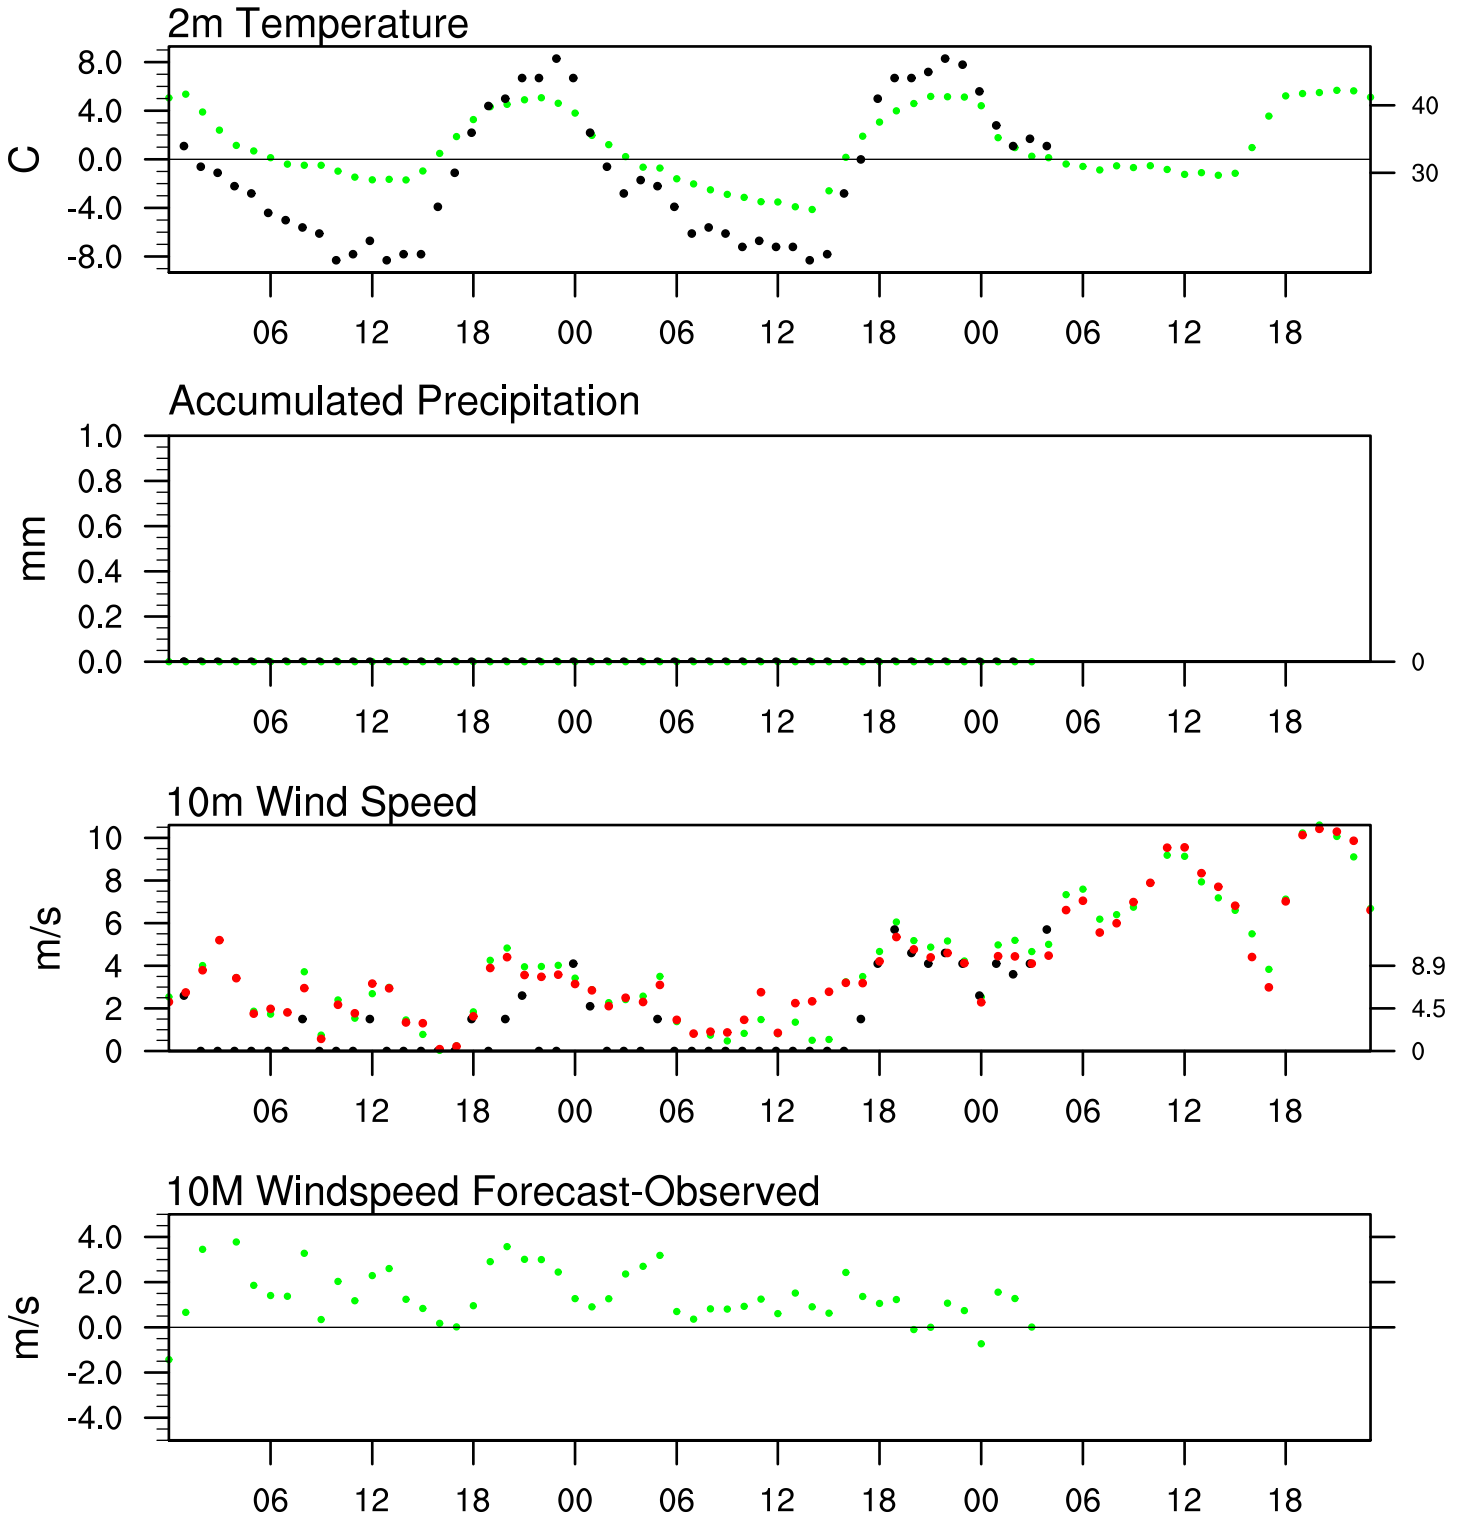 2m Temperature
8.0
4.0
0.0
-4.0
-8.0
C
40
30
06 12 18 00 06 12 18 00 06 12 18
Accumulated Precipitation
1.0
0.8
0.6
0.4
0.2
0.0
mm
0
06 12 18 00 06 12 18 00 06 12 18
10m Wind Speed
10
8
6
4
2
0
m/s
8.9
4.5
0
06 12 18 00 06 12 18 00 06 12 18
10M Windspeed Forecast-Observed
4.0
2.0
0.0
-2.0
-4.0
m/s
06 12 18 00 06 12 18 00 06 12 18